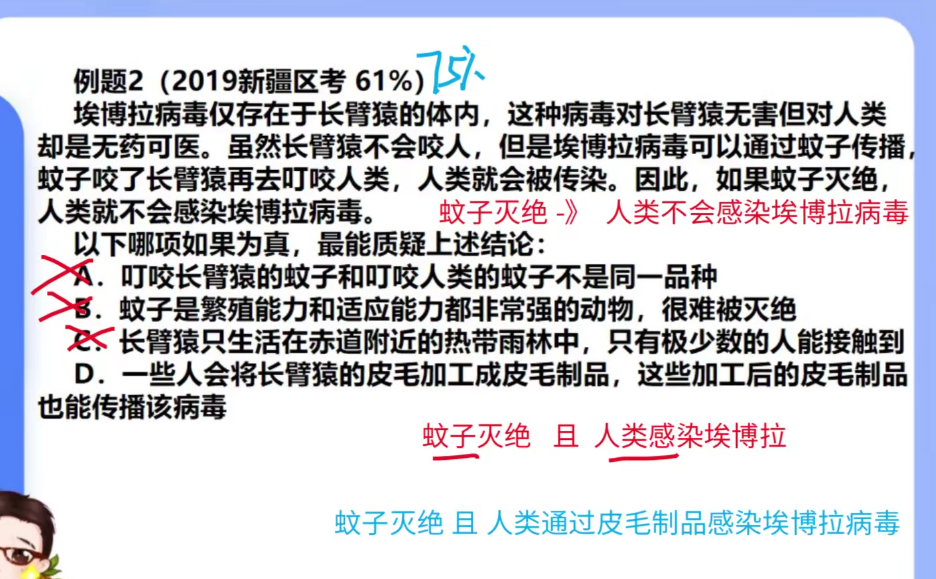 例题2（2019新疆区考 61%） 75%
埃博拉病毒仅存在于长臂猿的体内，这种病毒对长臂猿无害但对人类
却是无药可医。虽然长臂猿不会咬人，但是埃博拉病毒可以通过蚊子传播，
蚊子咬了长臂猿再去叮咬人类，人类就会被传染。因此，如果蚊子灭绝，
人类就不会感染埃博拉病毒。 蚊子灭绝 -》 人类不会感染埃博拉病毒
以下哪项如果为真，最能质疑上述结论：
A．叮咬长臂猿的蚊子和叮咬人类的蚊子不是同一品种
B．蚊子是繁殖能力和适应能力都非常强的动物，很难被灭绝
C．长臂猿只生活在赤道附近的热带雨林中，只有极少数的人能接触到
D．一些人会将长臂猿的皮毛加工成皮毛制品，这些加工后的皮毛制品
也能传播该病毒
蚊子灭绝 且 人类感染埃博拉
蚊子灭绝 且 人类通过皮毛制品感染埃博拉病毒